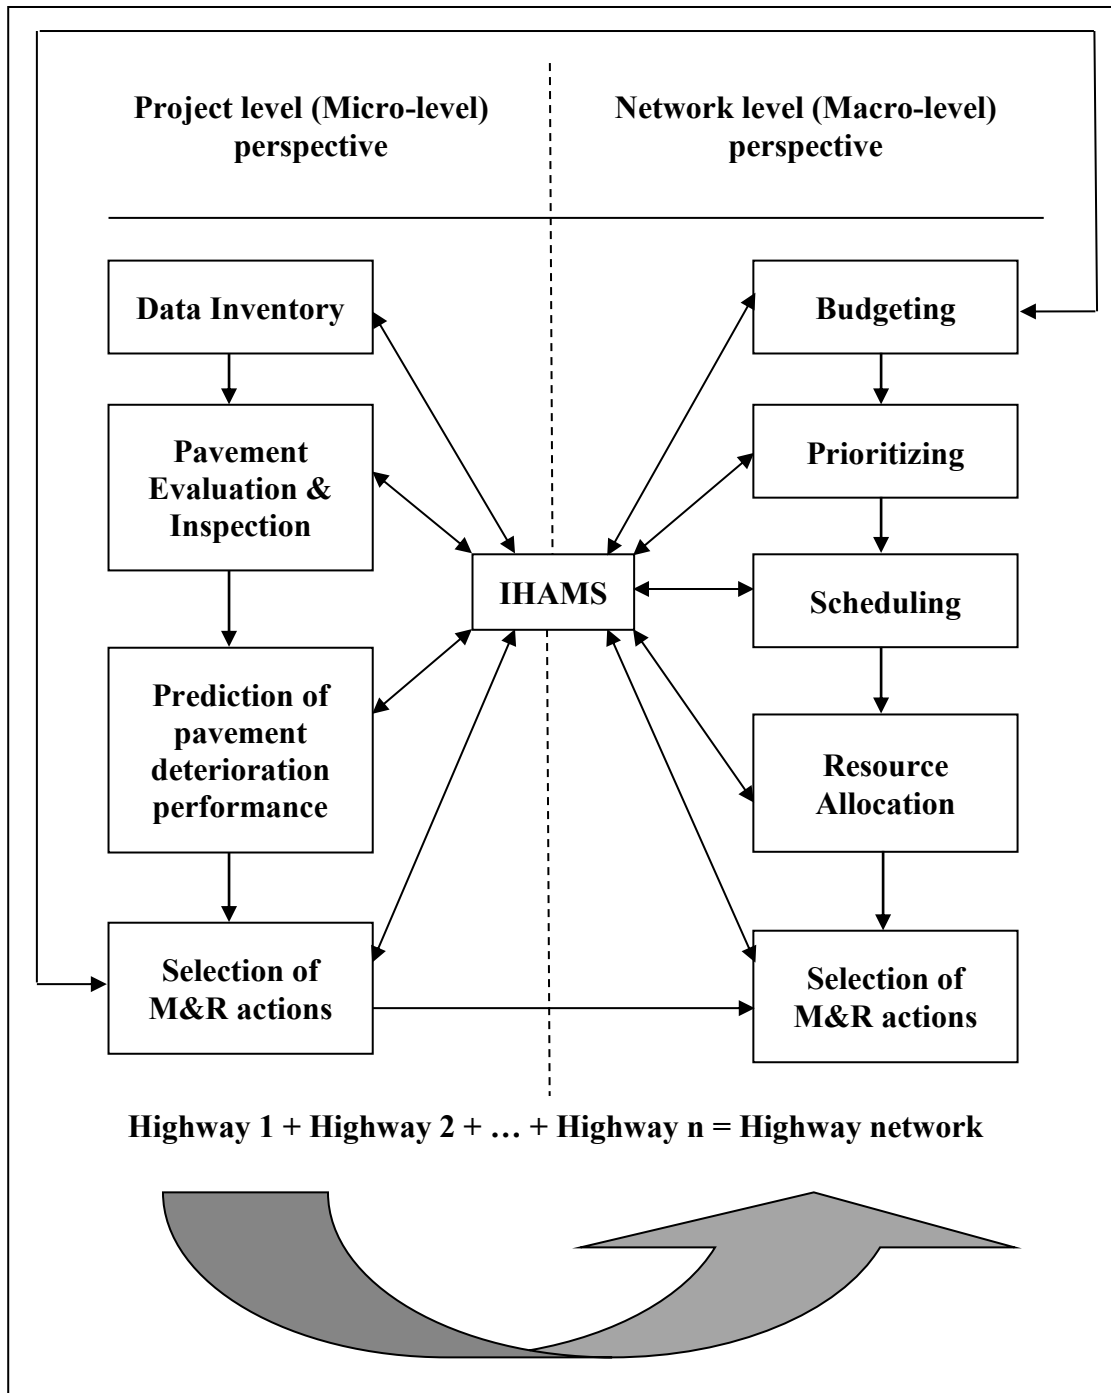 Project level (Micro-level)
perspective
Network level (Macro-level)
perspective
Data Inventory
Pavement
Evaluation &
Inspection
Prediction of
pavement
deterioration
performance
Selection of
M&R actions
IHAMS
Budgeting
Prioritizing
Scheduling
Resource
Allocation
Selection of
M&R actions
Highway 1 + Highway 2 + … + Highway n = Highway network